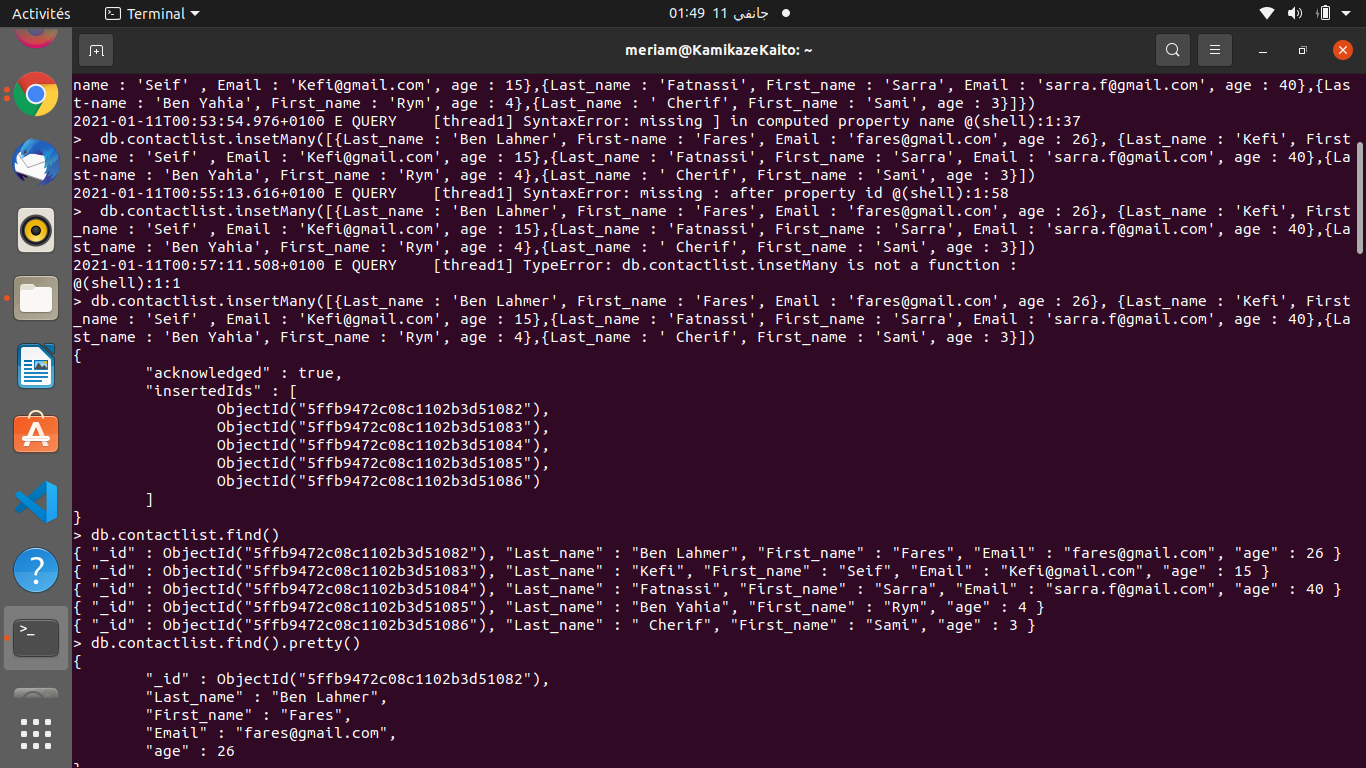 Activités
Terminal
01:49 11 جانفي
meriam@KamikazeKaito: ~
name : 'Seif' , Email : 'Kefi@gmail.com', age : 15},{Last_name : 'Fatnassi', First_name : 'Sarra', Email : 'sarra.f@gmail.com', age : 40},{Las
t-name : 'Ben Yahia', First_name : 'Rym', age : 4},{Last_name : ' Cherif', First_name : 'Sami', age : 3}]})
2021-01-11T00:53:54.976+0100 E QUERY    [thread1] SyntaxError: missing ] in computed property name @(shell):1:37
>  db.contactlist.insetMany([{Last_name : 'Ben Lahmer', First-name : 'Fares', Email : 'fares@gmail.com', age : 26}, {Last_name : 'Kefi', First
-name : 'Seif' , Email : 'Kefi@gmail.com', age : 15},{Last_name : 'Fatnassi', First_name : 'Sarra', Email : 'sarra.f@gmail.com', age : 40},{La
st-name : 'Ben Yahia', First_name : 'Rym', age : 4},{Last_name : ' Cherif', First_name : 'Sami', age : 3}])
2021-01-11T00:55:13.616+0100 E QUERY    [thread1] SyntaxError: missing : after property id @(shell):1:58
>  db.contactlist.insetMany([{Last_name : 'Ben Lahmer', First_name : 'Fares', Email : 'fares@gmail.com', age : 26}, {Last_name : 'Kefi', First
_name : 'Seif' , Email : 'Kefi@gmail.com', age : 15},{Last_name : 'Fatnassi', First_name : 'Sarra', Email : 'sarra.f@gmail.com', age : 40},{La
st_name : 'Ben Yahia', First_name : 'Rym', age : 4},{Last_name : ' Cherif', First_name : 'Sami', age : 3}])
2021-01-11T00:57:11.508+0100 E QUERY    [thread1] TypeError: db.contactlist.insetMany is not a function :
@(shell):1:1
> db.contactlist.insertMany([{Last_name : 'Ben Lahmer', First_name : 'Fares', Email : 'fares@gmail.com', age : 26}, {Last_name : 'Kefi', First
_name : 'Seif' , Email : 'Kefi@gmail.com', age : 15},{Last_name : 'Fatnassi', First_name : 'Sarra', Email : 'sarra.f@gmail.com', age : 40},{La
st_name : 'Ben Yahia', First_name : 'Rym', age : 4},{Last_name : ' Cherif', First_name : 'Sami', age : 3}])
{
"acknowledged" : true,
"insertedIds" : [
ObjectId("5ffb9472c08c1102b3d51082"),
ObjectId("5ffb9472c08c1102b3d51083"),
ObjectId("5ffb9472c08c1102b3d51084"),
ObjectId("5ffb9472c08c1102b3d51085"),
ObjectId("5ffb9472c08c1102b3d51086")
]
}
> db.contactlist.find()
{ "_id" : ObjectId("5ffb9472c08c1102b3d51082"), "Last_name" : "Ben Lahmer", "First_name" : "Fares", "Email" : "fares@gmail.com", "age" : 26 }
{ "_id" : ObjectId("5ffb9472c08c1102b3d51083"), "Last_name" : "Kefi", "First_name" : "Seif", "Email" : "Kefi@gmail.com", "age" : 15 }
{ "_id" : ObjectId("5ffb9472c08c1102b3d51084"), "Last_name" : "Fatnassi", "First_name" : "Sarra", "Email" : "sarra.f@gmail.com", "age" : 40 }
{ "_id" : ObjectId("5ffb9472c08c1102b3d51085"), "Last_name" : "Ben Yahia", "First_name" : "Rym", "age" : 4 }
{ "_id" : ObjectId("5ffb9472c08c1102b3d51086"), "Last_name" : " Cherif", "First_name" : "Sami", "age" : 3 }
> db.contactlist.find().pretty()
{
"_id" : ObjectId("5ffb9472c08c1102b3d51082"),
"Last_name" : "Ben Lahmer",
"First_name" : "Fares",
"Email" : "fares@gmail.com",
"age" : 26
}